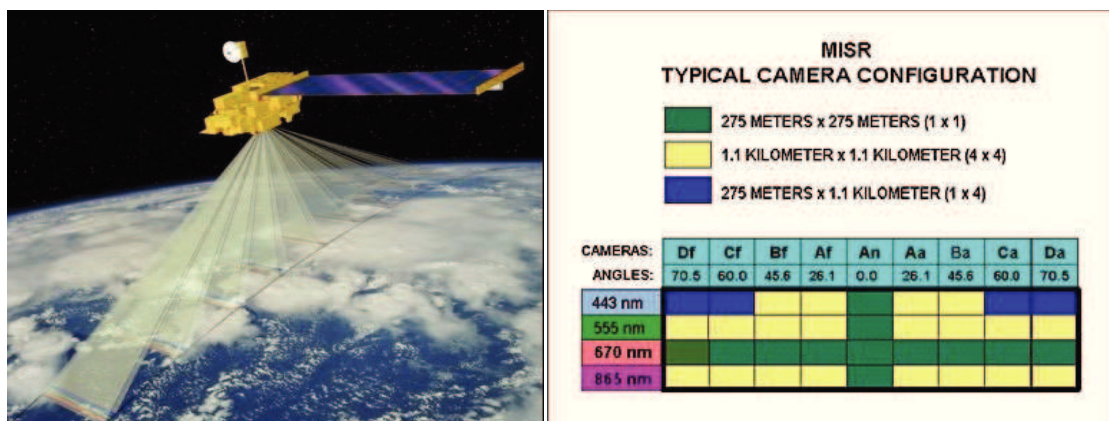 MISR
TYPICAL CAMERA CONFIGURATION
275 METERS x 275 METERS (1 x 1)
1.1 KILOMETER x 1.1 KILOMETER (4 x 4)
275 METERS x 1.1 KILOMETER (1 x 4)
CAMERAS: Df Cf Bf Af An Aa Ba Ca Da
ANGLES: 70.5 60.0 45.6 26.1 0.0 26.1 45.6 60.0 70.5
443 nm
555 nm
670 nm
865 nm